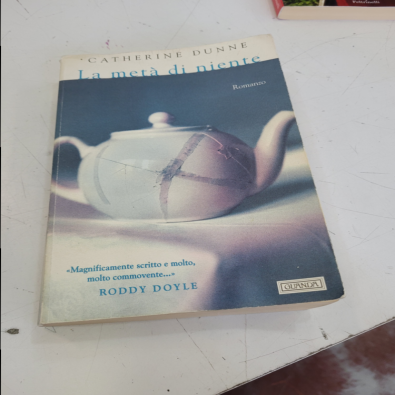 CATHERINE DUNNE
La metà di niente
Romanzo
«Magnificamente scritto e molto,
molto commovente...»
RODDY DOYLE
GUANDA